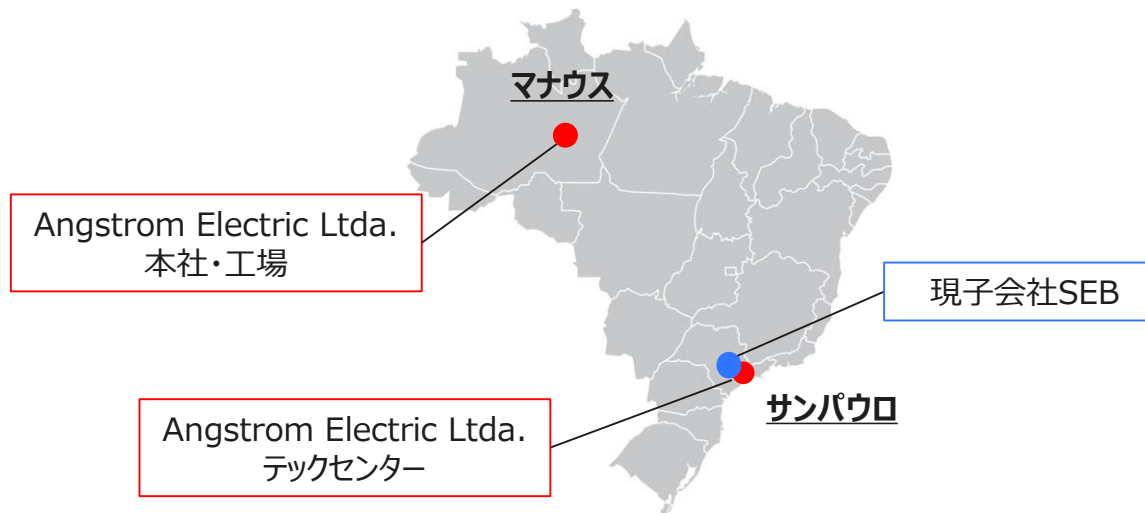 マナウス
Angstrom Electric Ltda.
本社・工場
現子会社SEB
サンパウロ
Angstrom Electric Ltda.
テックセンター